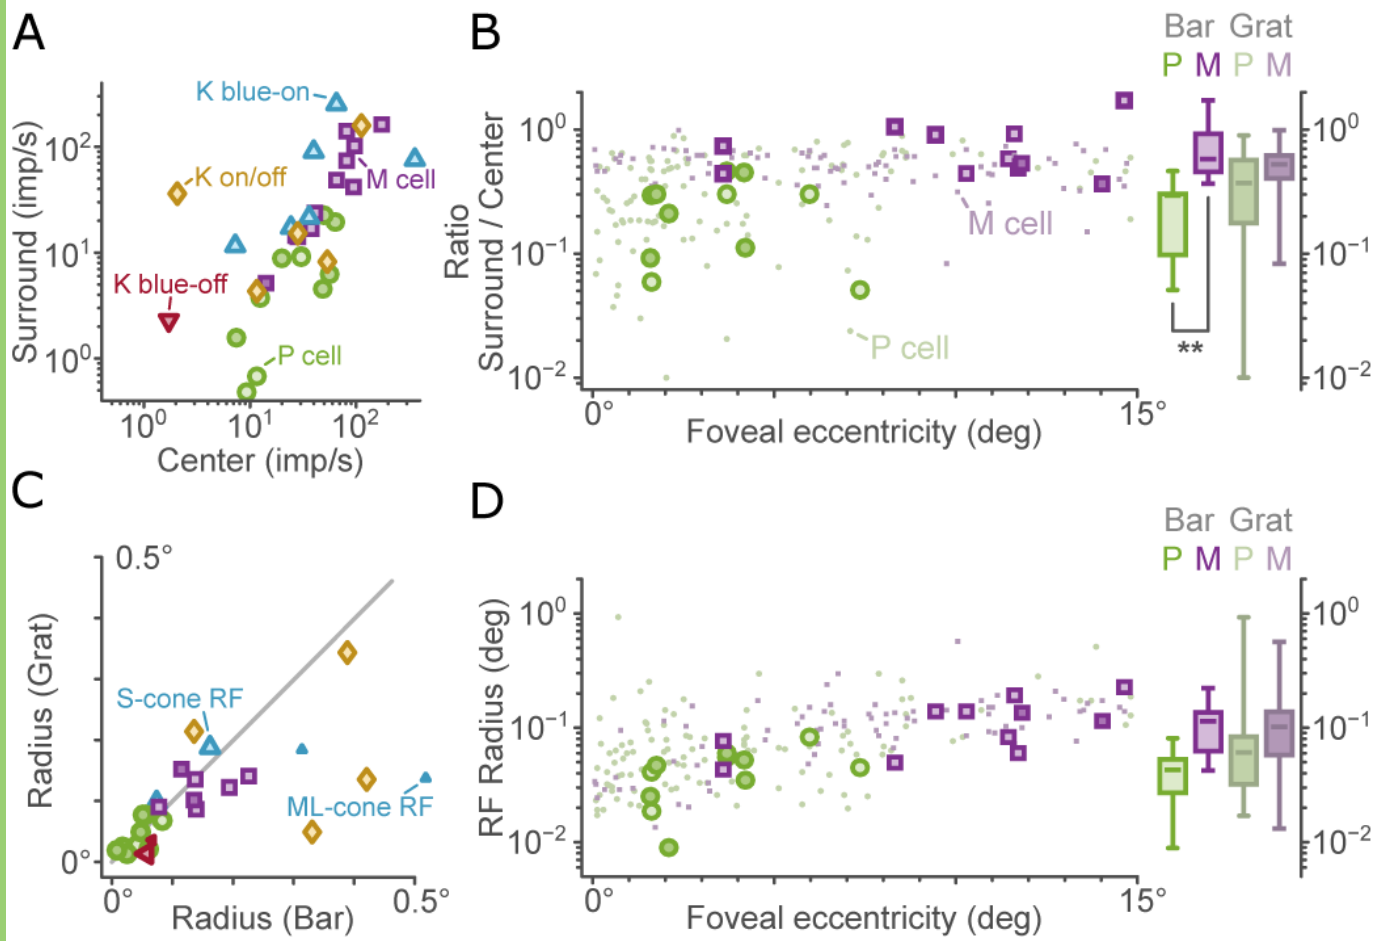 A
Surround (imp/s)
10²
10¹
10⁰
K blue-on
K on/off
M cell
K blue-off
P cell
10⁰ 10¹ 10²
Center (imp/s)
B
Bar Grat
P M P M
Ratio
Surround / Center
10⁰
10⁻¹
10⁻²
M cell
P cell
**
10⁰
10⁻¹
10⁻²
0° 15°
Foveal eccentricity (deg)
C
0.5°
Radius (Grat)
S-cone RF
ML-cone RF
0°
0° 0.5°
Radius (Bar)
D
Bar Grat
P M P M
RF Radius (deg)
10⁰
10⁻¹
10⁻²
10⁰
10⁻¹
10⁻²
0° 15°
Foveal eccentricity (deg)